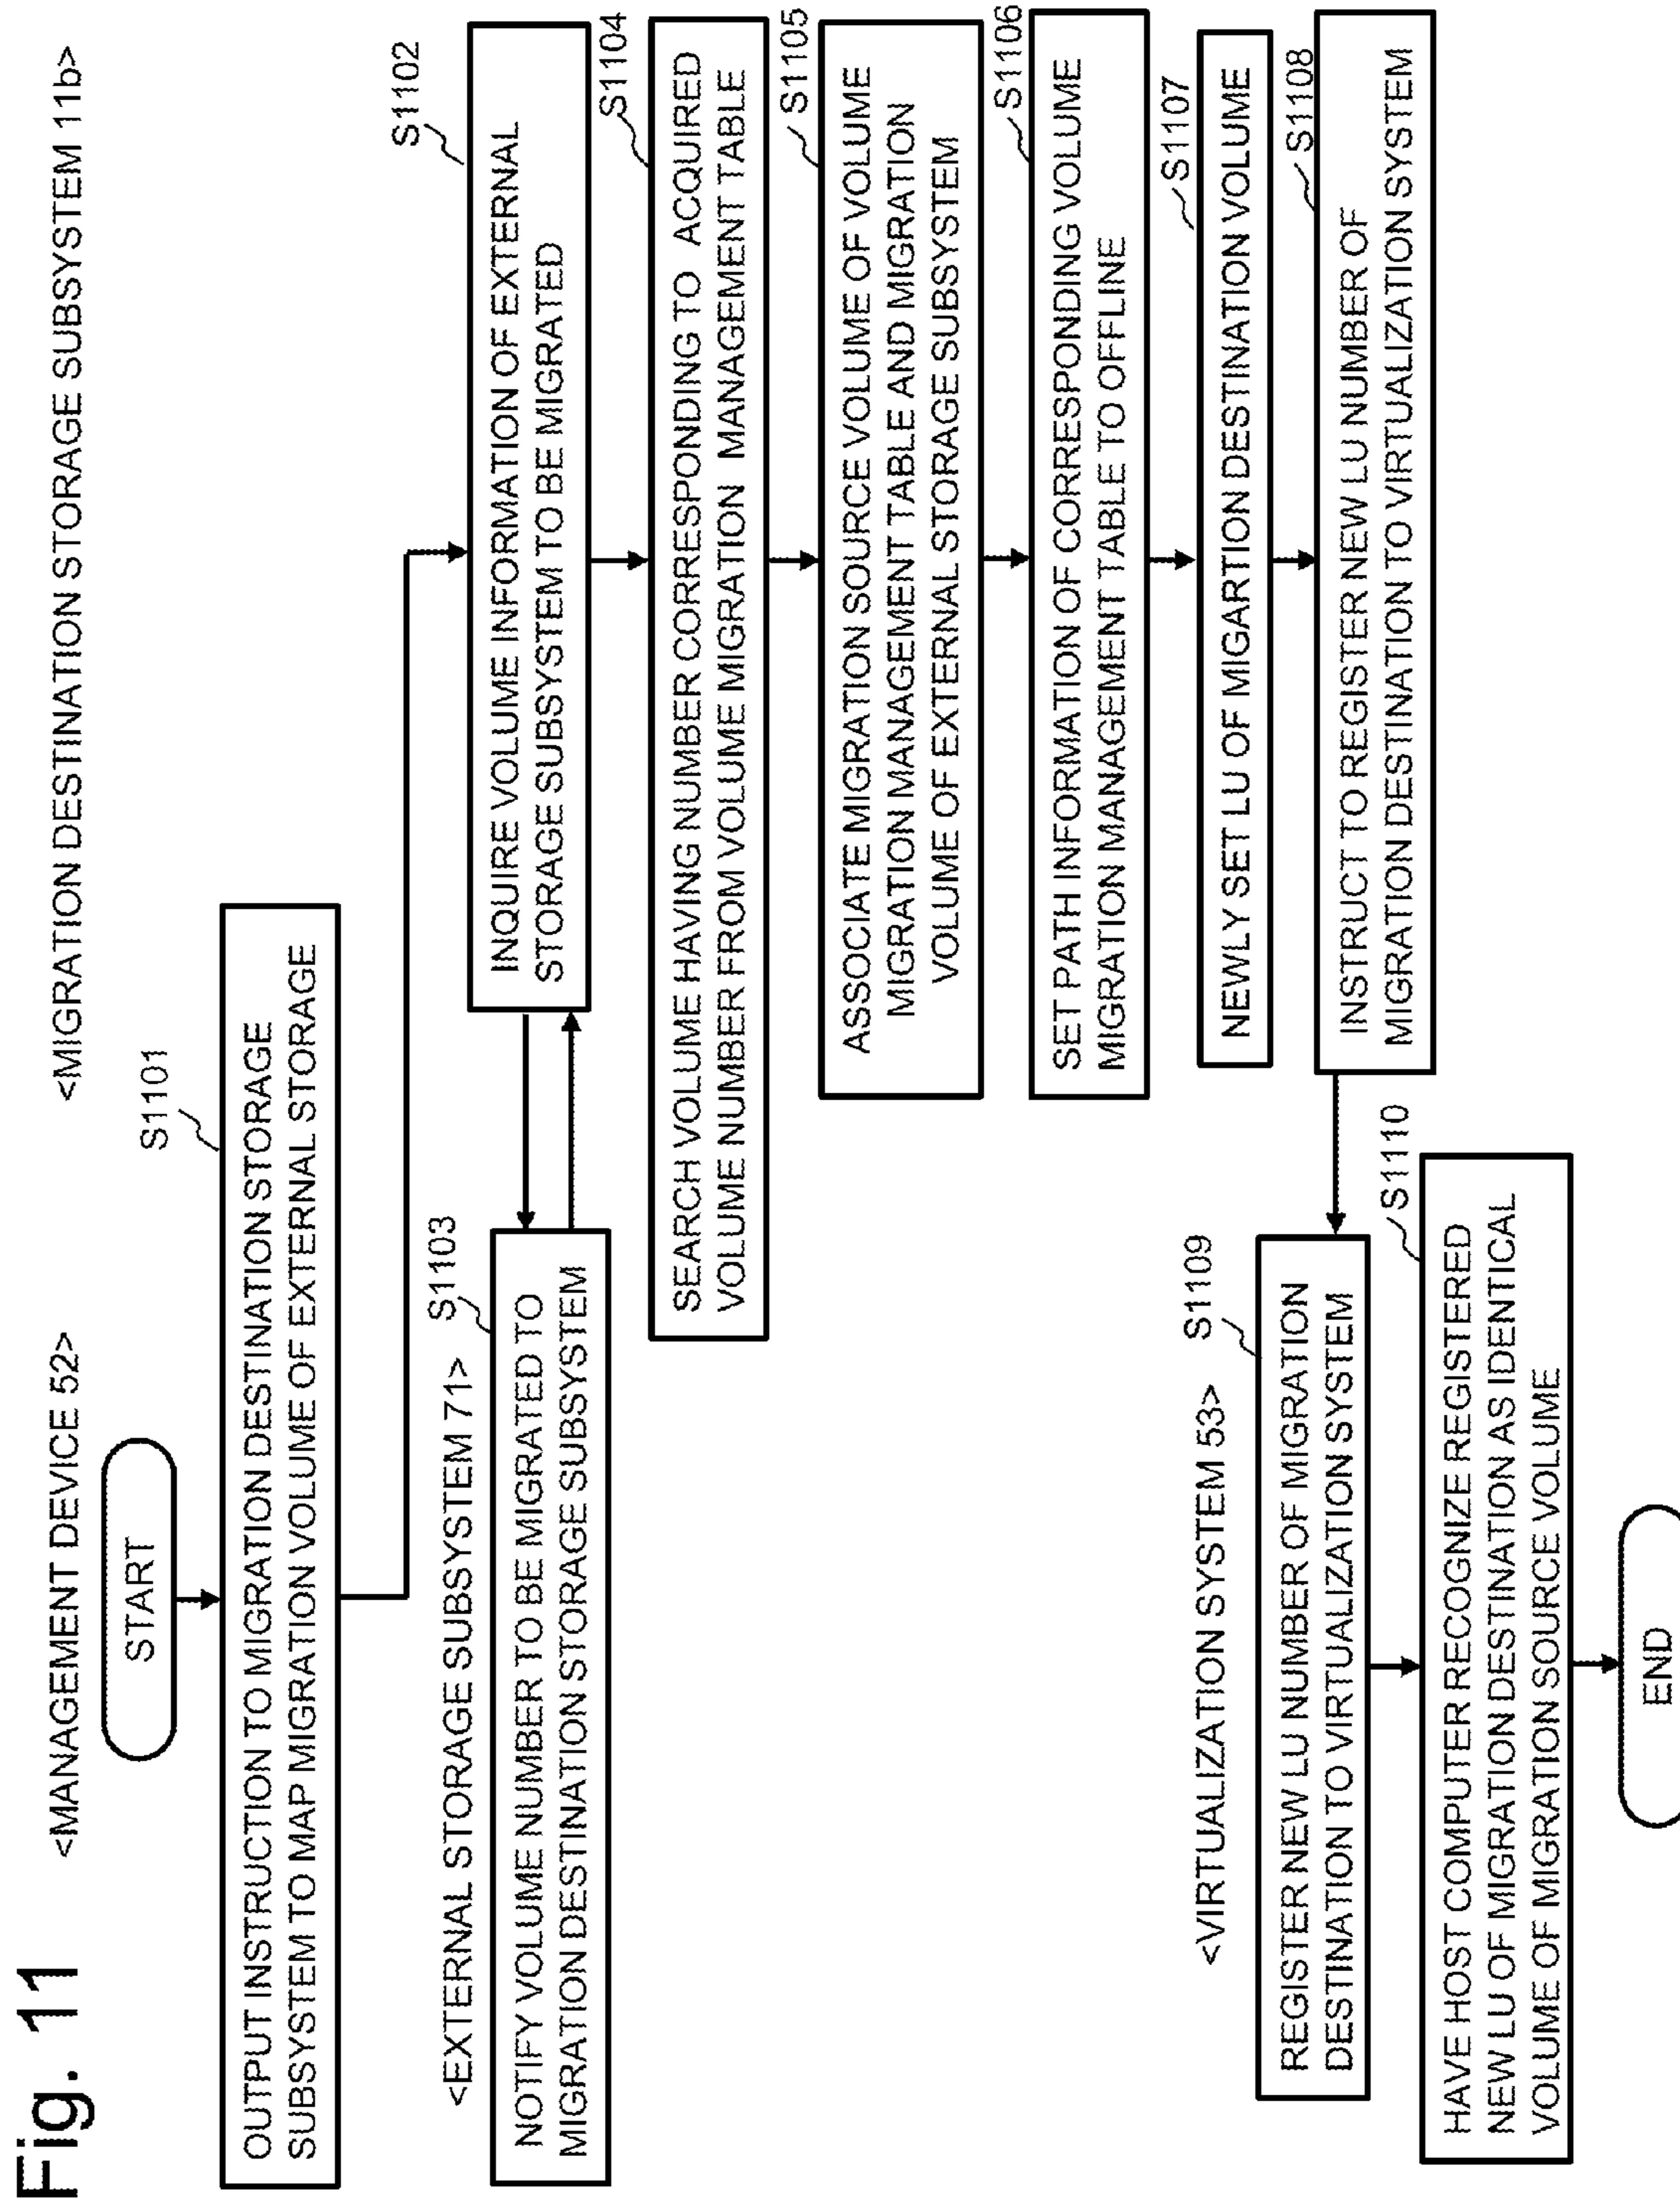 Fig. 11
<MANAGEMENT DEVICE 52>
<MIGRATION DESTINATION STORAGE SUBSYSTEM 11b>
START
S1101
OUTPUT INSTRUCTION TO MIGRATION DESTINATION STORAGE
SUBSYSTEM TO MAP MIGRATION VOLUME OF EXTERNAL STORAGE
S1102
INQUIRE VOLUME INFORMATION OF EXTERNAL
STORAGE SUBSYSTEM TO BE MIGRATED
<EXTERNAL STORAGE SUBSYSTEM 71>
S1103
NOTIFY VOLUME NUMBER TO BE MIGRATED TO
MIGRATION DESTINATION STORAGE SUBSYSTEM
S1104
SEARCH VOLUME HAVING NUMBER CORRESPONDING TO ACQUIRED
VOLUME NUMBER FROM VOLUME MIGRATION MANAGEMENT TABLE
S1105
ASSOCIATE MIGRATION SOURCE VOLUME OF VOLUME
MIGRATION MANAGEMENT TABLE AND MIGRATION
VOLUME OF EXTERNAL STORAGE SUBSYSTEM
S1106
SET PATH INFORMATION OF CORRESPONDING VOLUME
MIGRATION MANAGEMENT TABLE TO OFFLINE
S1107
NEWLY SET LU OF MIGARTION DESTINATION VOLUME
S1108
INSTRUCT TO REGISTER NEW LU NUMBER OF
MIGRATION DESTINATION TO VIRTUALIZATION SYSTEM
<VIRTUALIZATION SYSTEM 53>
S1109
REGISTER NEW LU NUMBER OF MIGRATION
DESTINATION TO VIRTUALIZATION SYSTEM
S1110
HAVE HOST COMPUTER RECOGNIZE REGISTERED
NEW LU OF MIGRATION DESTINATION AS IDENTICAL
VOLUME OF MIGRATION SOURCE VOLUME
END